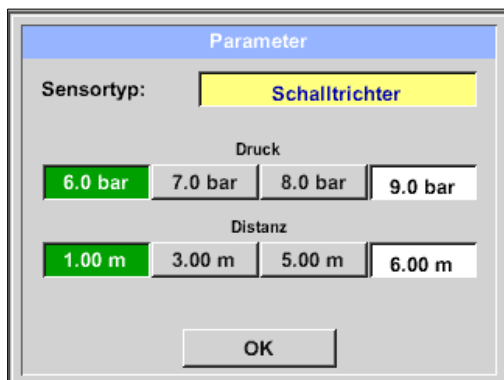 Parameter
Sensortyp: Schalltrichter
Druck
6.0 bar 7.0 bar 8.0 bar 9.0 bar
Distanz
1.00 m 3.00 m 5.00 m 6.00 m
OK